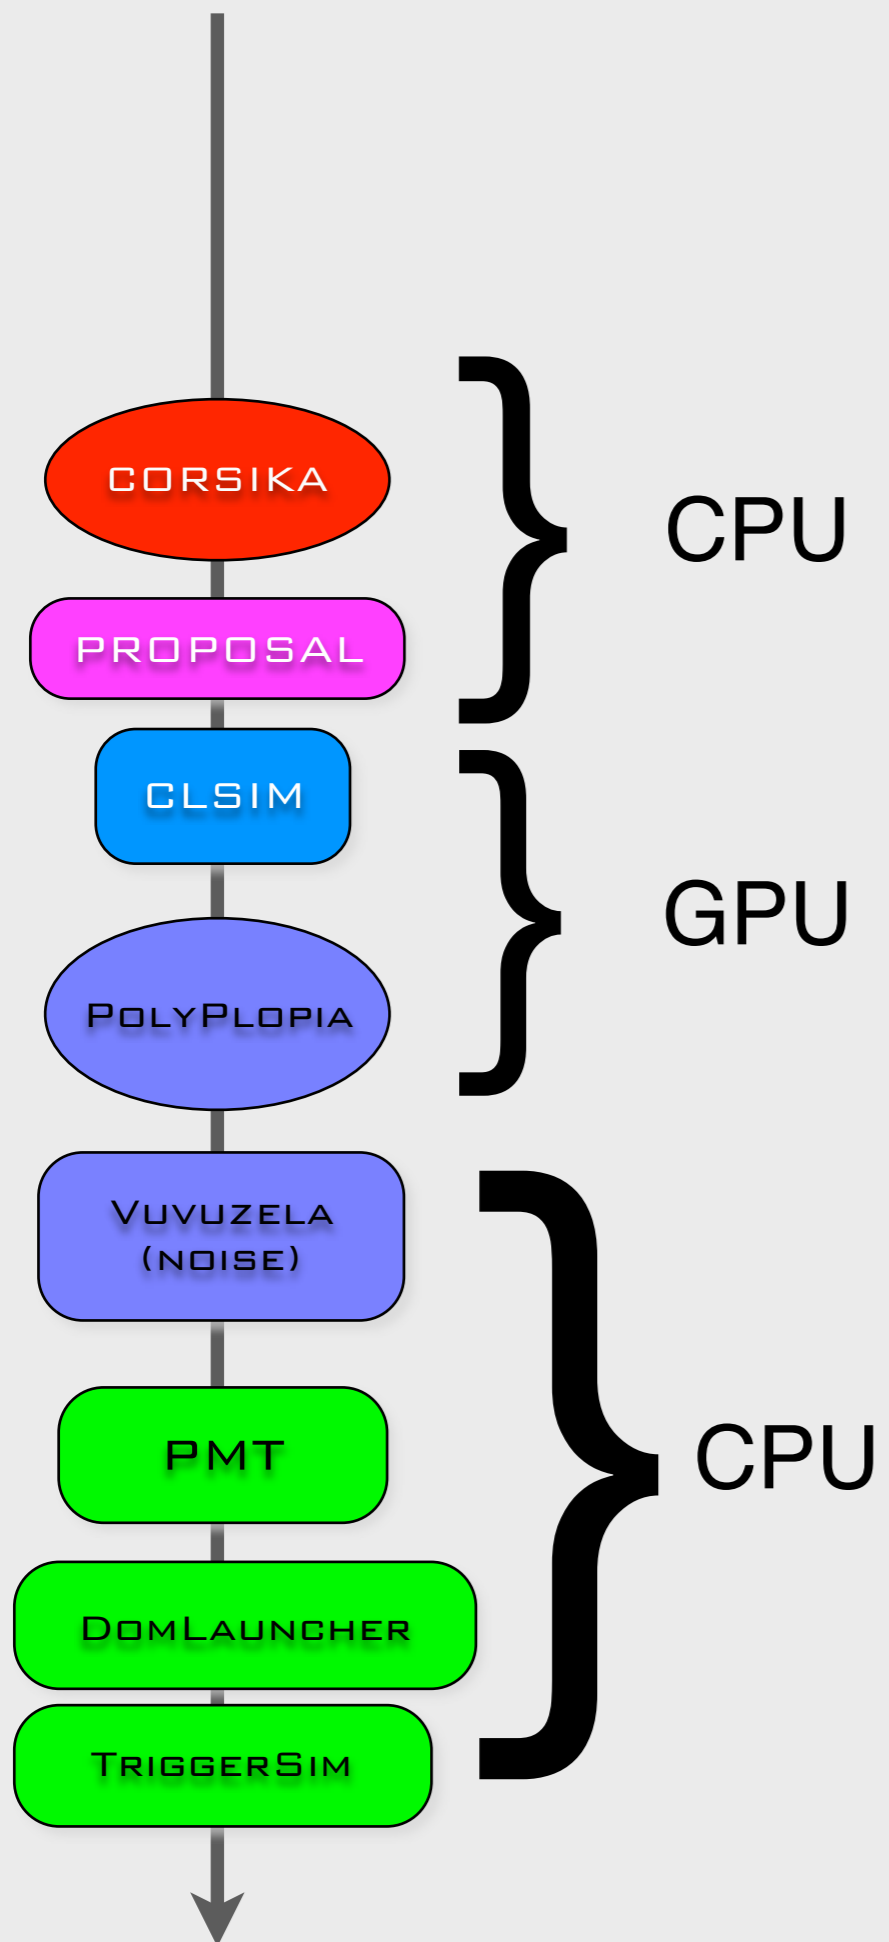 CORSIKA
CPU
PROPOSAL
CLSIM
GPU
PolyPlopia
Vuvuzela
(noise)
PMT
CPU
DomLauncher
TriggerSim